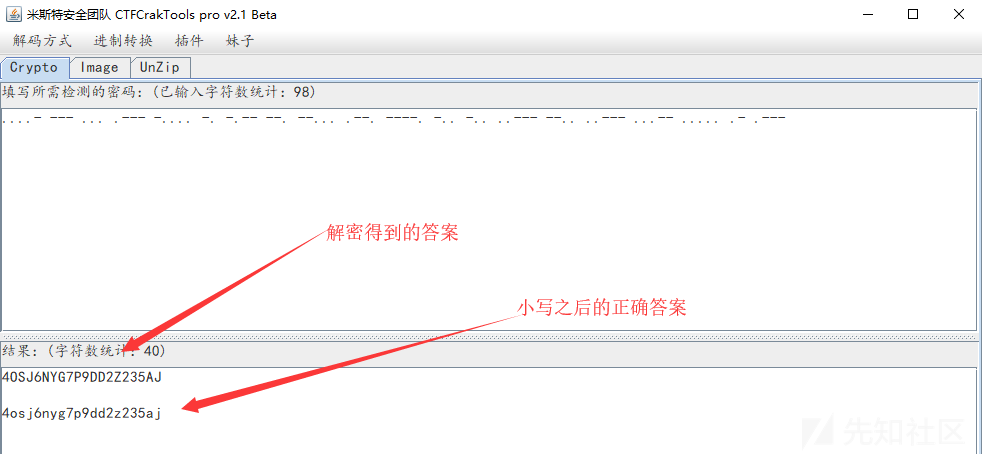 米斯特安全团队 CTFCrakTools pro v2.1 Beta
解码方式 进制转换 插件 妹子
Crypto Image UnZip
填写所需检测的密码：(已输入字符数统计：98)
....- --- ... .--- -.... -. -.-- --. --... .--. ----. -.. -.. ..--- --.. ..--- ...-- ..... .- .---
解密得到的答案
小写之后的正确答案
结果：(字符数统计：40)
4OSJ6NYG7P9DD2Z235AJ
4osj6nyg7p9dd2z235aj
先知社区